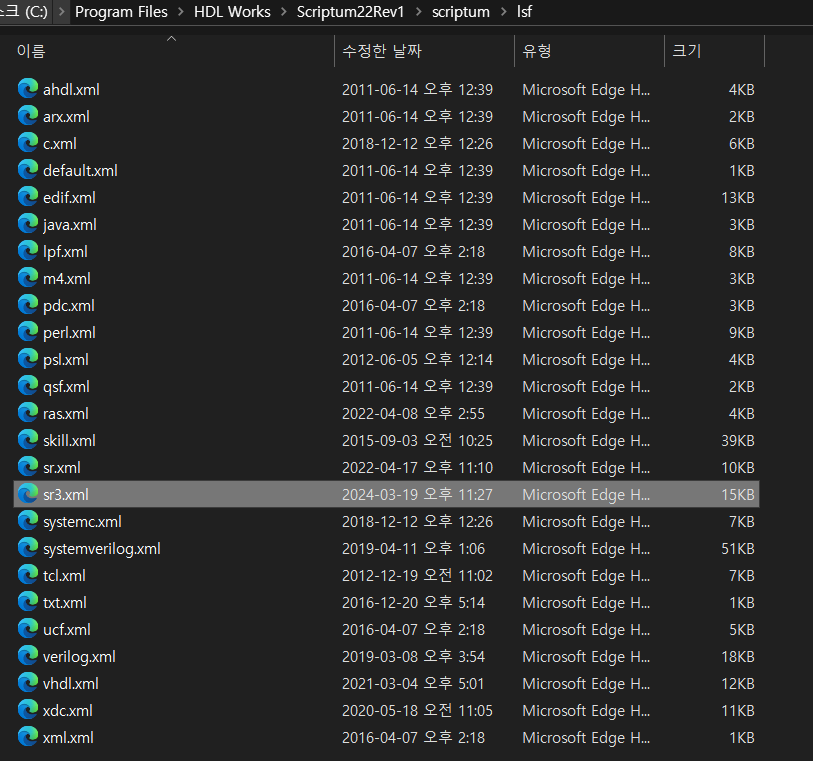 스크 (C:) > Program Files > HDL Works > Scriptum22Rev1 > scriptum > lsf
이름 수정한 날짜 유형 크기
ahdl.xml 2011-06-14 오후 12:39 Microsoft Edge H... 4KB
arx.xml 2011-06-14 오후 12:39 Microsoft Edge H... 2KB
c.xml 2018-12-12 오후 12:26 Microsoft Edge H... 6KB
default.xml 2011-06-14 오후 12:39 Microsoft Edge H... 1KB
edif.xml 2011-06-14 오후 12:39 Microsoft Edge H... 13KB
java.xml 2011-06-14 오후 12:39 Microsoft Edge H... 3KB
lpf.xml 2016-04-07 오후 2:18 Microsoft Edge H... 8KB
m4.xml 2011-06-14 오후 12:39 Microsoft Edge H... 3KB
pdc.xml 2016-04-07 오후 2:18 Microsoft Edge H... 3KB
perl.xml 2011-06-14 오후 12:39 Microsoft Edge H... 9KB
psl.xml 2012-06-05 오후 12:14 Microsoft Edge H... 4KB
qsf.xml 2011-06-14 오후 12:39 Microsoft Edge H... 2KB
ras.xml 2022-04-08 오후 2:55 Microsoft Edge H... 4KB
skill.xml 2015-09-03 오전 10:25 Microsoft Edge H... 39KB
sr.xml 2022-04-17 오후 11:10 Microsoft Edge H... 10KB
sr3.xml 2024-03-19 오후 11:27 Microsoft Edge H... 15KB
systemc.xml 2018-12-12 오후 12:26 Microsoft Edge H... 7KB
systemverilog.xml 2019-04-11 오후 1:06 Microsoft Edge H... 51KB
tcl.xml 2012-12-19 오전 11:02 Microsoft Edge H... 7KB
txt.xml 2016-12-20 오후 5:14 Microsoft Edge H... 1KB
ucf.xml 2016-04-07 오후 2:18 Microsoft Edge H... 5KB
verilog.xml 2019-03-08 오후 3:54 Microsoft Edge H... 18KB
vhdl.xml 2021-03-04 오후 5:01 Microsoft Edge H... 12KB
xdc.xml 2020-05-18 오전 11:05 Microsoft Edge H... 11KB
xml.xml 2016-04-07 오후 2:18 Microsoft Edge H... 1KB